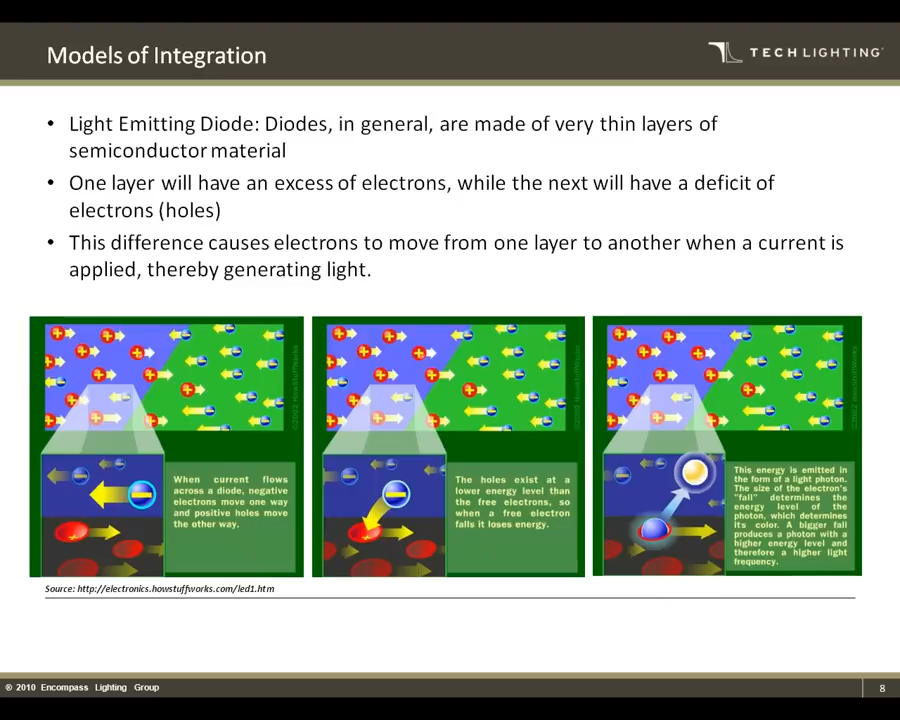 Models of Integration
TECH LIGHTING
• Light Emitting Diode: Diodes, in general, are made of very thin layers of
semiconductor material
• One layer will have an excess of electrons, while the next will have a deficit of
electrons (holes)
• This difference causes electrons to move from one layer to another when a current is
applied, thereby generating light.
©2002 HowStuffWorks
When current flows
across a diode, negative
electrons move one way
and positive holes move
the other way.
©2002 HowStuffWorks
The holes exist at a
lower energy level than
the free electrons, so
when a free electron
falls it loses energy.
©2002 HowStuffWorks
This energy is emitted in
the form of a light photon.
The size of the electron's
"fall" determines the
energy level of the
photon, which determines
its color. A bigger fall
produces a photon with a
higher energy level and
therefore a higher light
frequency.
Source: http://electronics.howstuffworks.com/led1.htm
® 2010 Encompass Lighting Group
8